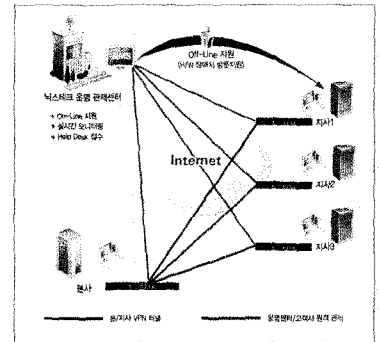 Off-Line 지원
(H/W 장애시 방문지원)
닉스테크 운영 관제센터
+ On-Line 지원
+ 실시간 모니터링
+ Help Desk 접수
지사1
Internet
지사2
지사3
본사
본/지사 VPN 터널
운영센터/고객사 원격 관제